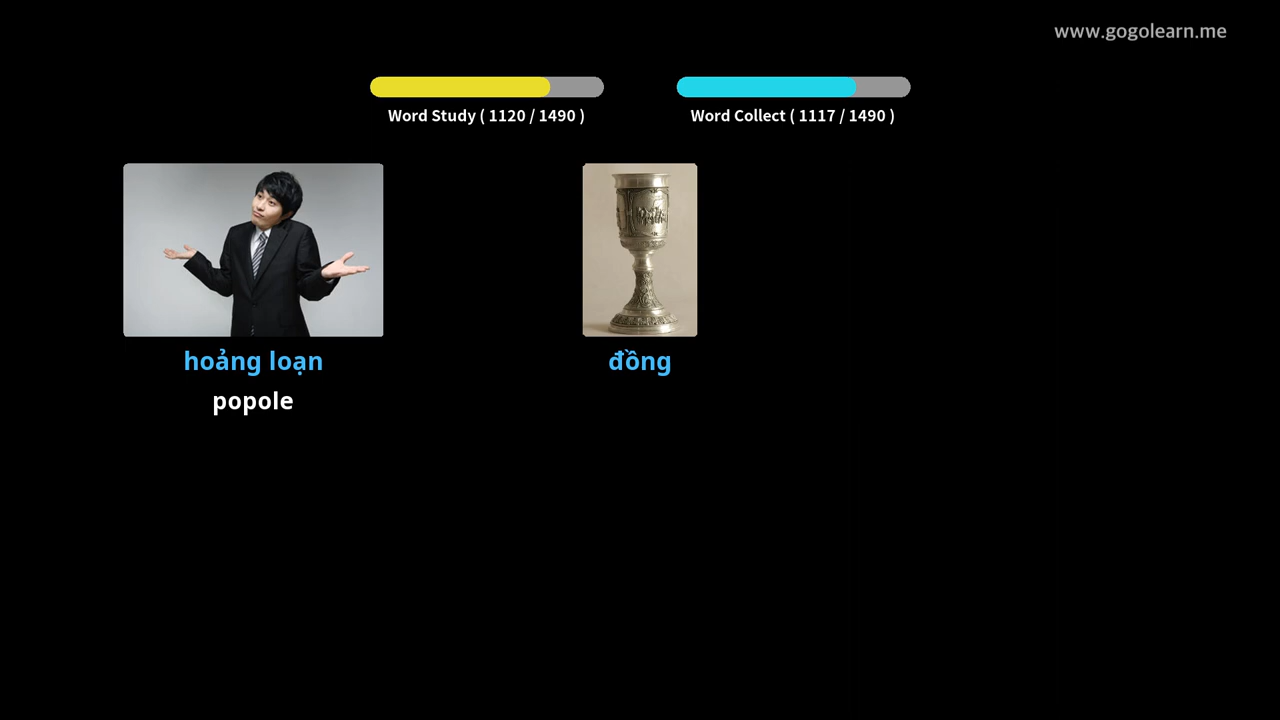 www.gogolearn.me
Word Study ( 1120 / 1490 )
Word Collect ( 1117 / 1490 )
hoảng loạn
popole
đồng